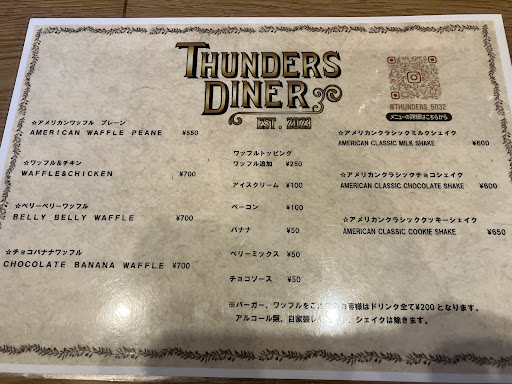 THUNDERS
DINER
EST. 2023
@THUNDERS_5032
メニューの詳細はこちらから
☆アメリカンワッフル プレーン
AMERICAN WAFFLE PEANE ¥550
☆ワッフル&チキン
WAFFLE&CHICKEN ¥700
☆ベリーベリーワッフル
BELLY BELLY WAFFLE ¥700
☆チョコバナナワッフル
CHOCOLATE BANANA WAFFLE ¥700
ワッフルトッピング
ワッフル追加 ¥250
アイスクリーム ¥100
ベーコン ¥100
バナナ ¥50
ベリーミックス ¥50
チョコソース ¥50
☆アメリカクラシックミルクシェイク
AMERICAN CLASSIC MILK SHAKE ¥600
☆アメリカクラシックチョコシェイク
AMERICAN CLASSIC CHOCOLATE SHAKE ¥600
☆アメリカクラシッククッキーシェイク
AMERICAN CLASSIC COOKIE SHAKE ¥650
※バーガー、ワッフルをご お客様はドリンク全て¥200となります。
アルコール類、自家製レ 、シェイクは除きます。